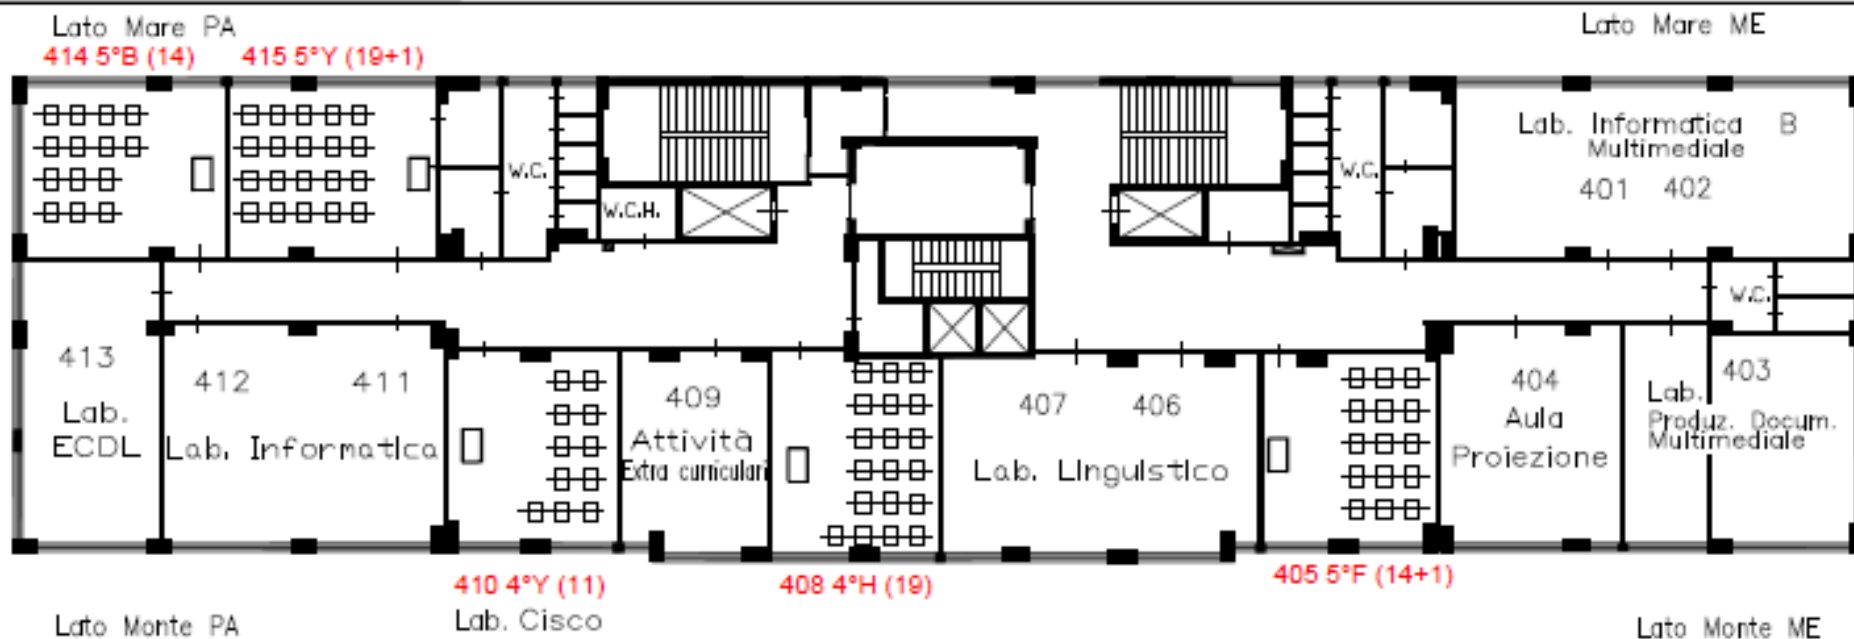 Lato Mare PA
Lato Mare ME
414 5°B (14)
415 5°Y (19+1)
Lab. Informatica B
Multimediale
401 402
W.C.
W.C.
W.C.H.
W.C.
413
Lab.
ECDL
412 411
Lab. Informatica
409
Attività
Extra curriculari
407 406
Lab. Linguistico
404
Aula
Proiezione
403
Lab.
Produz. Docum.
Multimediale
410 4°Y (11)
Lab. Cisco
408 4°H (19)
405 5°F (14+1)
Lato Monte PA
Lato Monte ME